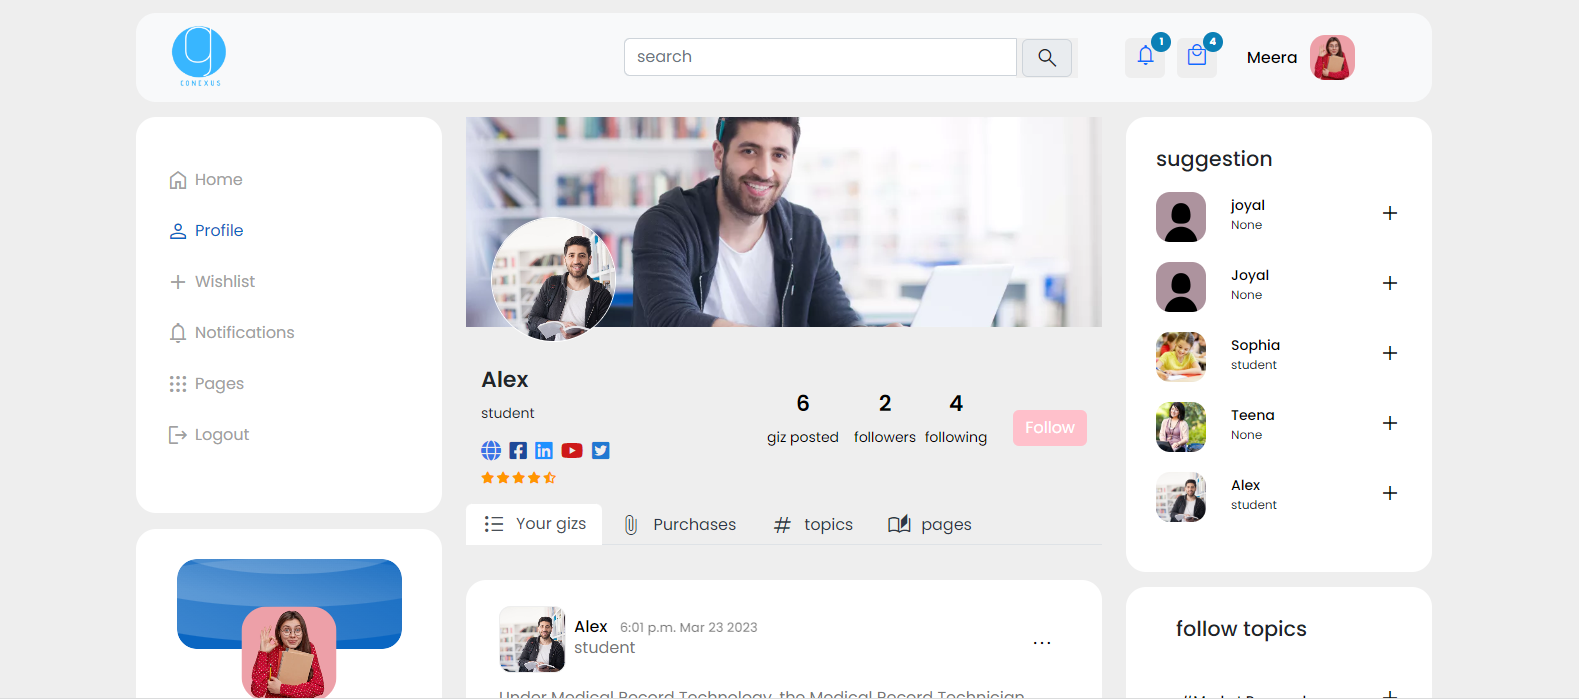 CONEXUS
search
1
4
Meera
Home
Profile
Wishlist
Notifications
Pages
Logout
Alex
student
6
giz posted
2
followers
4
following
Follow
Your gizs
Purchases
topics
pages
Alex 6:01 p.m. Mar 23 2023
student
Under Medical Record Technology, the Medical Record Technician
suggestion
joyal
None
Joyal
None
Sophia
student
Teena
None
Alex
student
follow topics